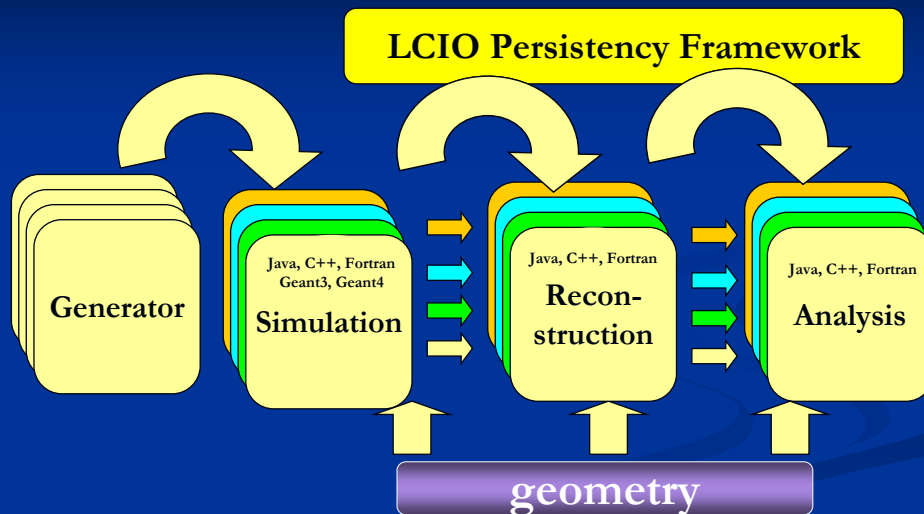 LCIO Persistency Framework
Generator
Java, C++, Fortran
Geant3, Geant4
Simulation
Java, C++, Fortran
Recon-
struction
Java, C++, Fortran
Analysis
geometry